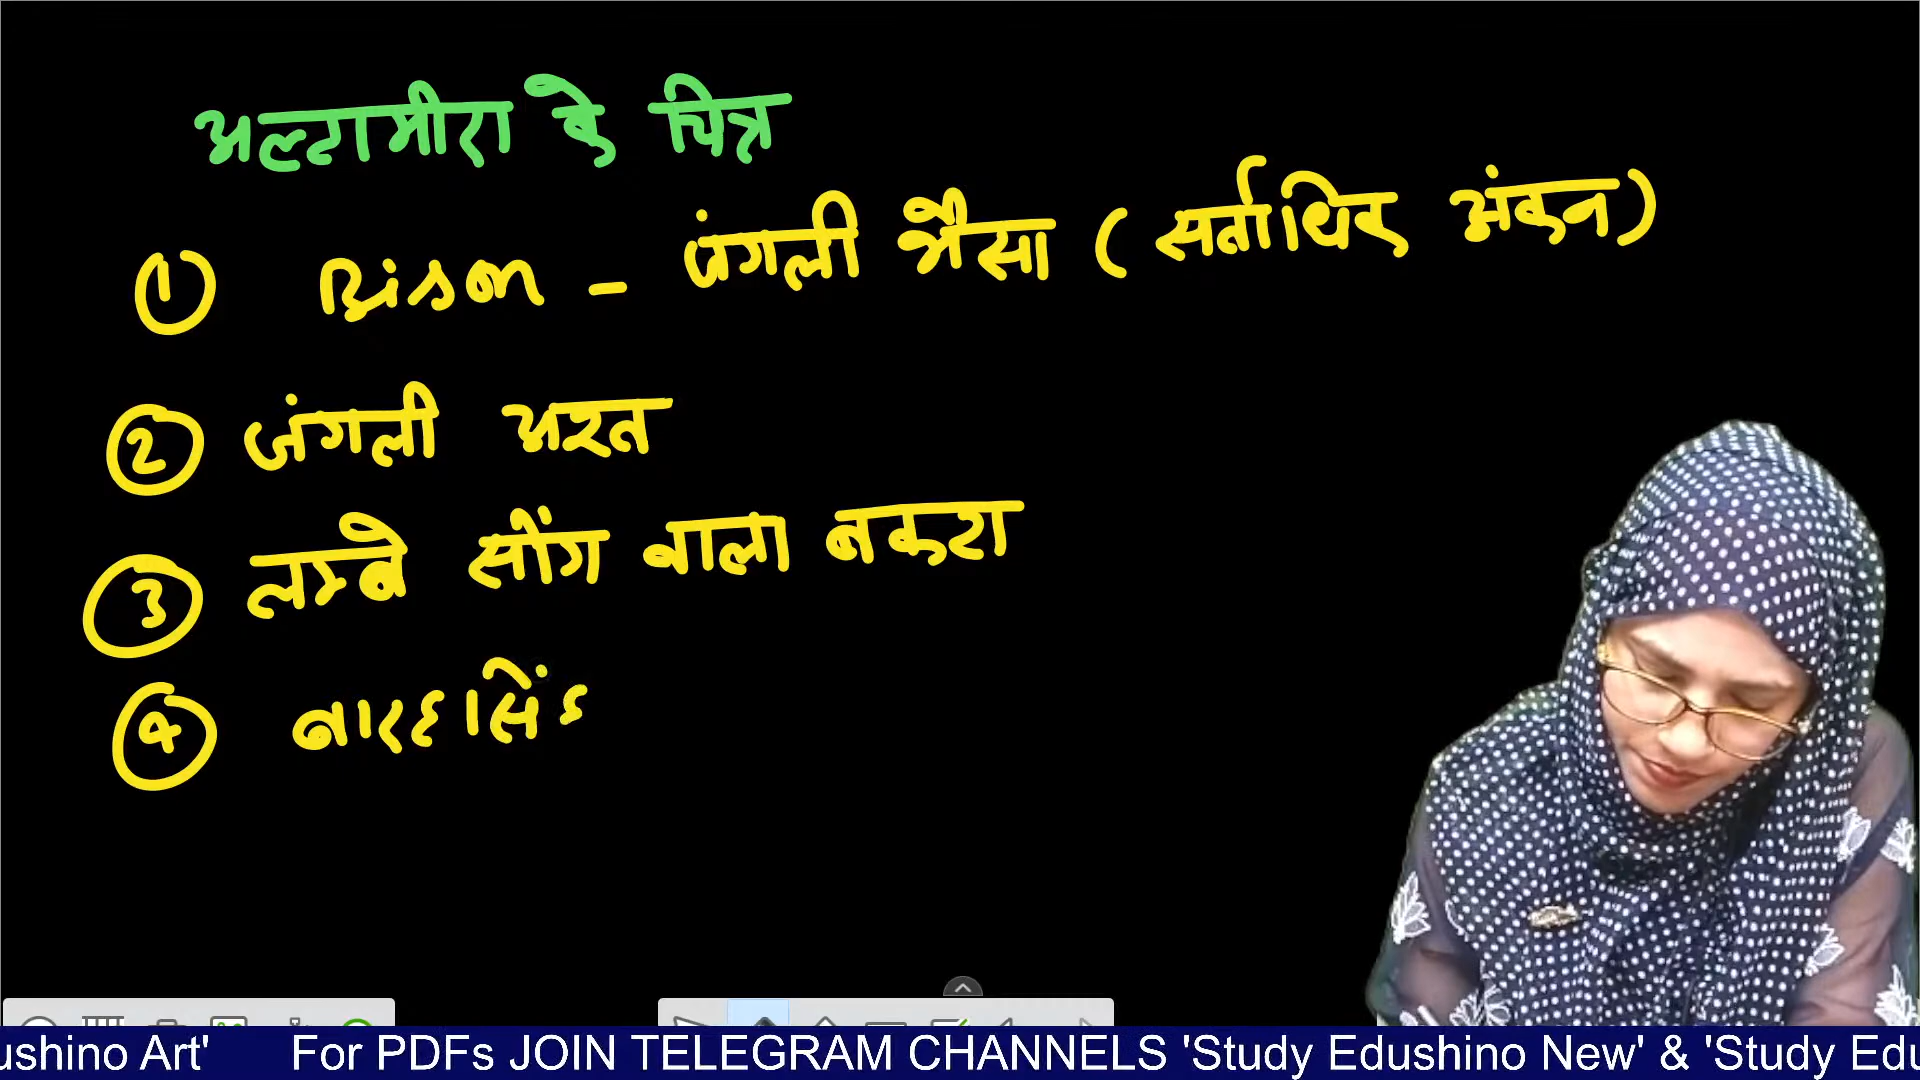 अल्टामीरा के चित्र
① Bison - जंगली भैंसा (सर्वाधिक अंकन)
② जंगली अश्व
③ लम्बे सींग वाला बकरा
④ बारहसिं
ushino Art' For PDFs JOIN TELEGRAM CHANNELS 'Study Edushino New' & 'Study Edu